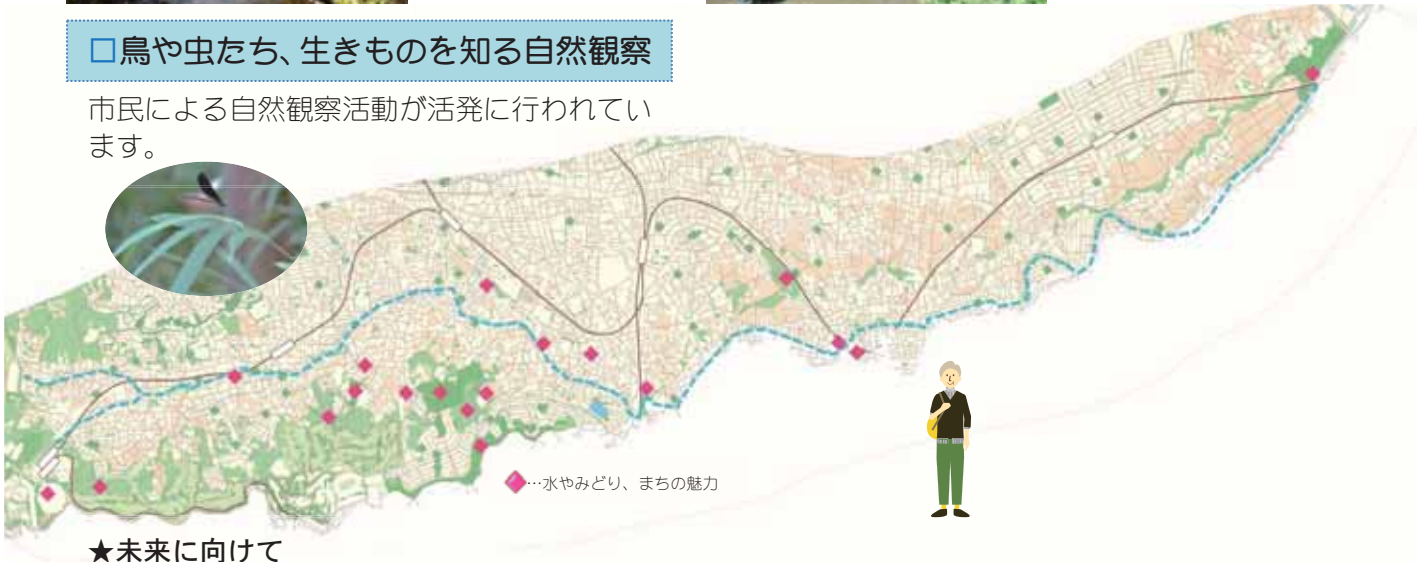 □鳥や虫たち、生きものを知る自然観察
市民による自然観察活動が活発に行われてい
ます。
◆…水やみどり、まちの魅力
★未来に向けて